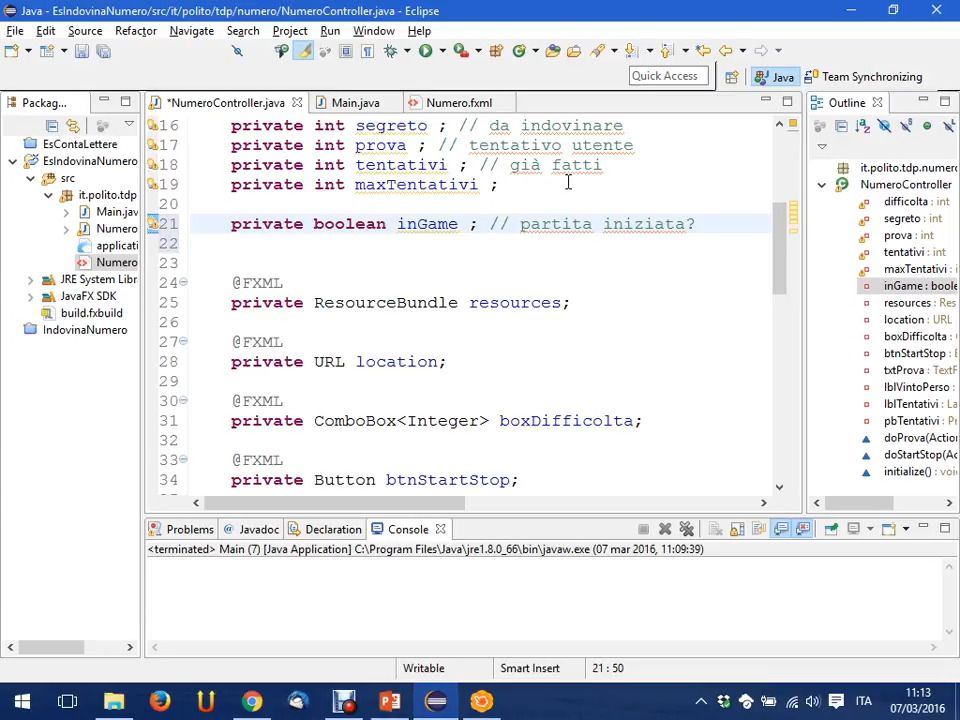 Java - EsIndovinaNumero/src/it/polito/tdp/numero/NumeroController.java - Eclipse
File Edit Source Refactor Navigate Search Project Run Window Help
Quick Access Java Team Synchronizing
Packag...
*NumeroController.java Main.java Numero.fxml
Outline
EsContaLettere
EsIndovinaNumero
src
it.polito.tdp
Main.jav
Numero
applicati
Numero
JRE System Libr
JavaFX SDK
build.fxbuild
IndovinaNumero
16 private int segreto ; // da indovinare
17 private int prova ; // tentativo utente
18 private int tentativi ; // già fatti
19 private int maxTentativi ;
20
21 private boolean inGame ; // partita iniziata?
22
23
24 @FXML
25 private ResourceBundle resources;
26
27 @FXML
28 private URL location;
29
30 @FXML
31 private ComboBox<Integer> boxDifficolta;
32
33 @FXML
34 private Button btnStartStop;
it.polito.tdp.numer
NumeroController
difficolta : int
segreto : int
prova : int
tentativi : int
maxTentativi : i
inGame : boole
resources : Reso
location : URL
boxDifficolta : C
btnStartStop : B
txtProva : TextF
lblVintoPerso :
lblTentativi : La
pbTentativi :
doProva(Action
doStartStop(Ac
initialize() : voi
Problems Javadoc Declaration Console
<terminated> Main (7) [Java Application] C:\Program Files\Java\jre1.8.0_66\bin\javaw.exe (07 mar 2016, 11:09:39)
Writable Smart Insert 21 : 50
ITA
11:13
07/03/2016